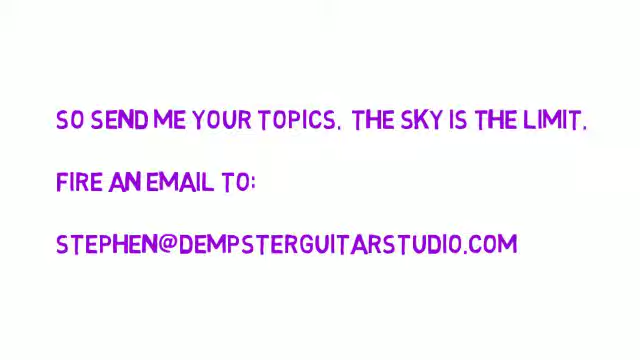 SO SEND ME YOUR TOPICS. THE SKY IS THE LIMIT.
FIRE AN EMAIL TO:
STEPHEN@DEMPSTERGUITARSTUDIO.COM